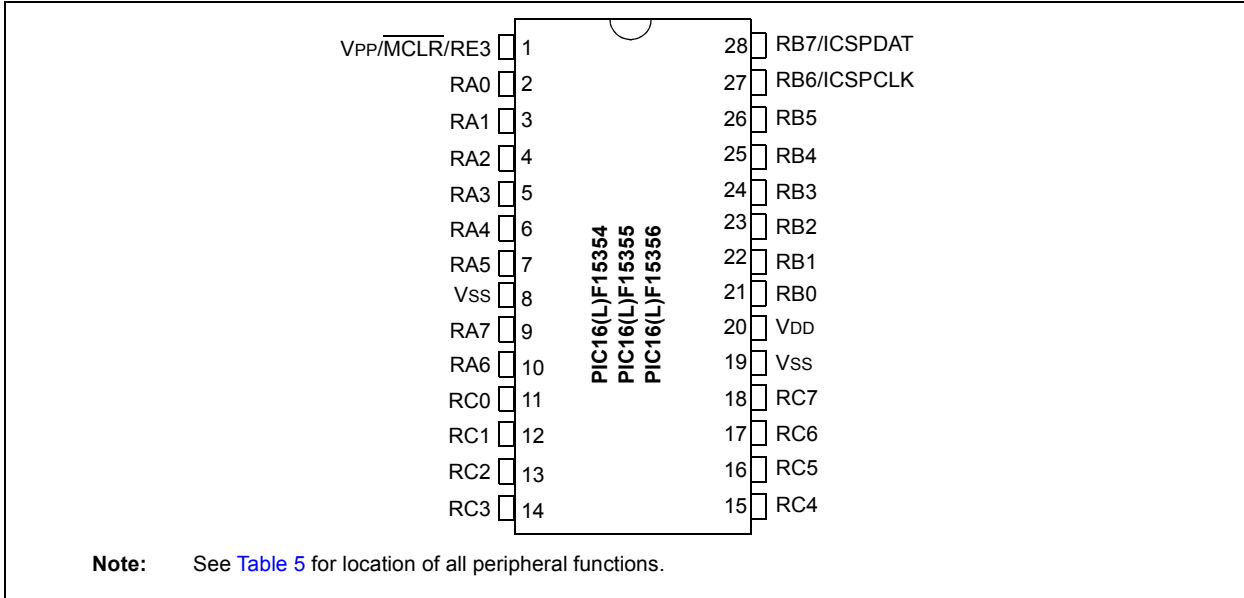 VPP/MCLR/RE3 1
RA0 2
RA1 3
RA2 4
RA3 5
RA4 6
RA5 7
VSS 8
RA7 9
RA6 10
RC0 11
RC1 12
RC2 13
RC3 14
PIC16(L)F15354
PIC16(L)F15355
PIC16(L)F15356
28 RB7/ICSPDAT
27 RB6/ICSPCLK
26 RB5
25 RB4
24 RB3
23 RB2
22 RB1
21 RB0
20 VDD
19 VSS
18 RC7
17 RC6
16 RC5
15 RC4
Note: See Table 5 for location of all peripheral functions.